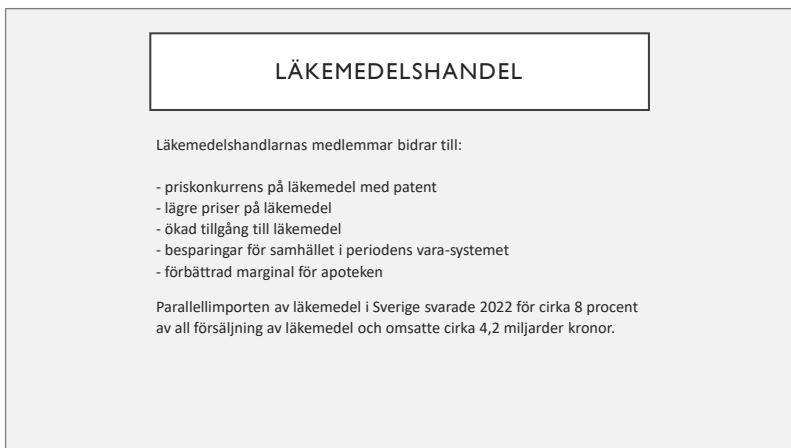 LÄKEMEDELSHANDEL
Läkemedelshandlarnas medlemmar bidrar till:
- priskonkurrens på läkemedel med patent
- lägre priser på läkemedel
- ökad tillgång till läkemedel
- besparingar för samhället i periodens vara-systemet
- förbättrad marginal för apoteken
Parallellimporten av läkemedel i Sverige svarade 2022 för cirka 8 procent
av all försäljning av läkemedel och omsatte cirka 4,2 miljarder kronor.